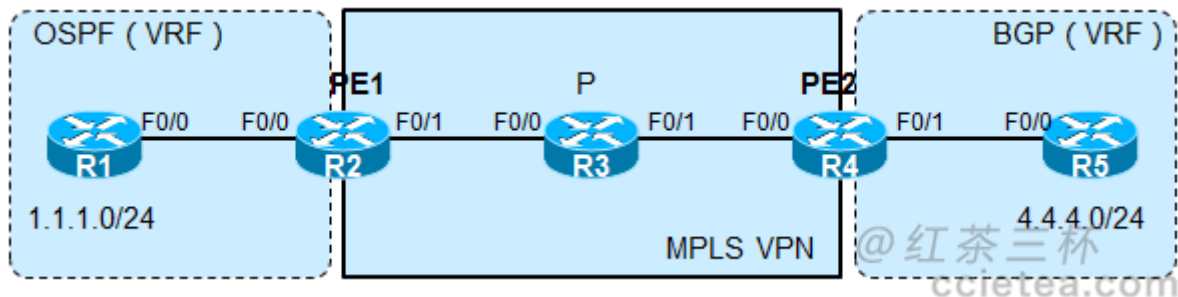 OSPF（VRF）
BGP（VRF）
PE1
P
PE2
F0/0
F0/0
F0/1
F0/0
F0/1
F0/0
F0/1
F0/0
R1
R2
R3
R4
R5
1.1.1.0/24
4.4.4.0/24
MPLS VPN
@红茶三杯
ccietea.com